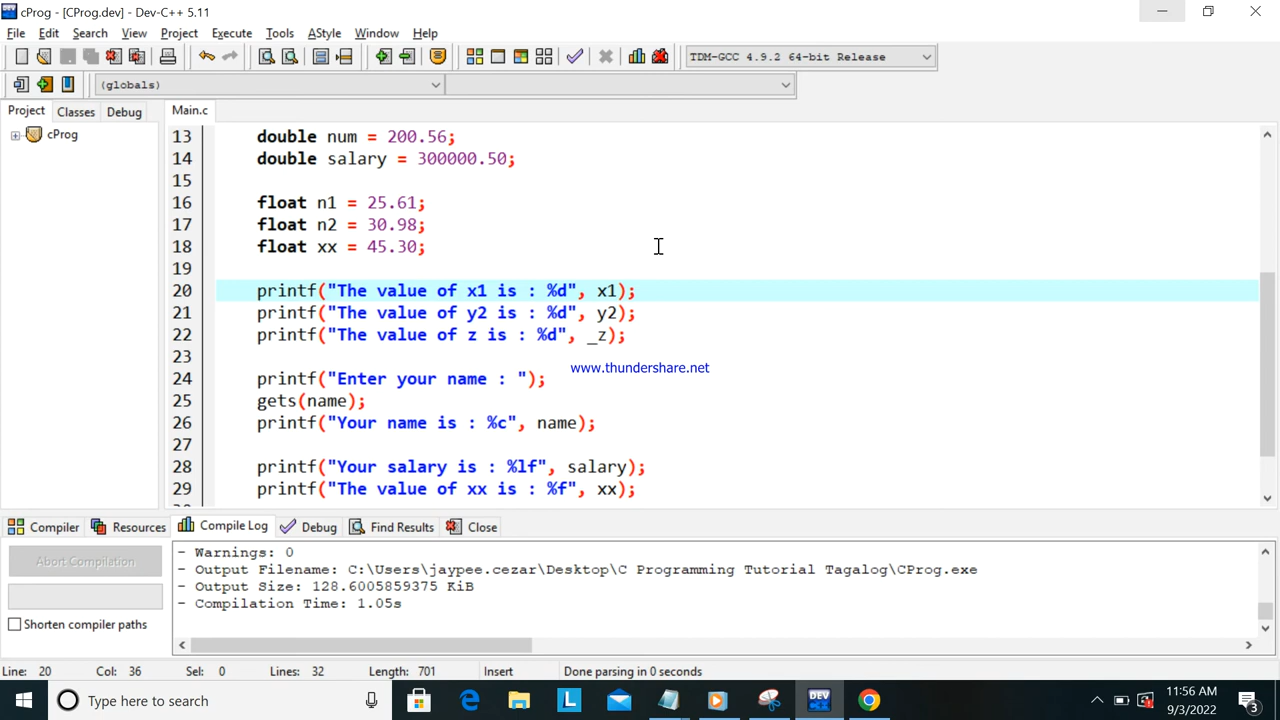 cProg - [CProg.dev] - Dev-C++ 5.11
File Edit Search View Project Execute Tools AStyle Window Help
TDM-GCC 4.9.2 64-bit Release
(globals)
Project Classes Debug Main.c
cProg
13 double num = 200.56;
14 double salary = 300000.50;
15
16 float n1 = 25.61;
17 float n2 = 30.98;
18 float xx = 45.30;
19
20 printf("The value of x1 is : %d", x1);
21 printf("The value of y2 is : %d", y2);
22 printf("The value of z is : %d", _z);
23
www.thundershare.net
24 printf("Enter your name : ");
25 gets(name);
26 printf("Your name is : %c", name);
27
28 printf("Your salary is : %lf", salary);
29 printf("The value of xx is : %f", xx);
Compiler Resources Compile Log Debug Find Results Close
Abort Compilation
Shorten compiler paths
- Warnings: 0
- Output Filename: C:\Users\jaypee.cezar\Desktop\C Programming Tutorial Tagalog\CProg.exe
- Output Size: 128.6005859375 KiB
- Compilation Time: 1.05s
Line: 20 Col: 36 Sel: 0 Lines: 32 Length: 701 Insert Done parsing in 0 seconds
Type here to search
L
DEV
11:56 AM
9/3/2022
3